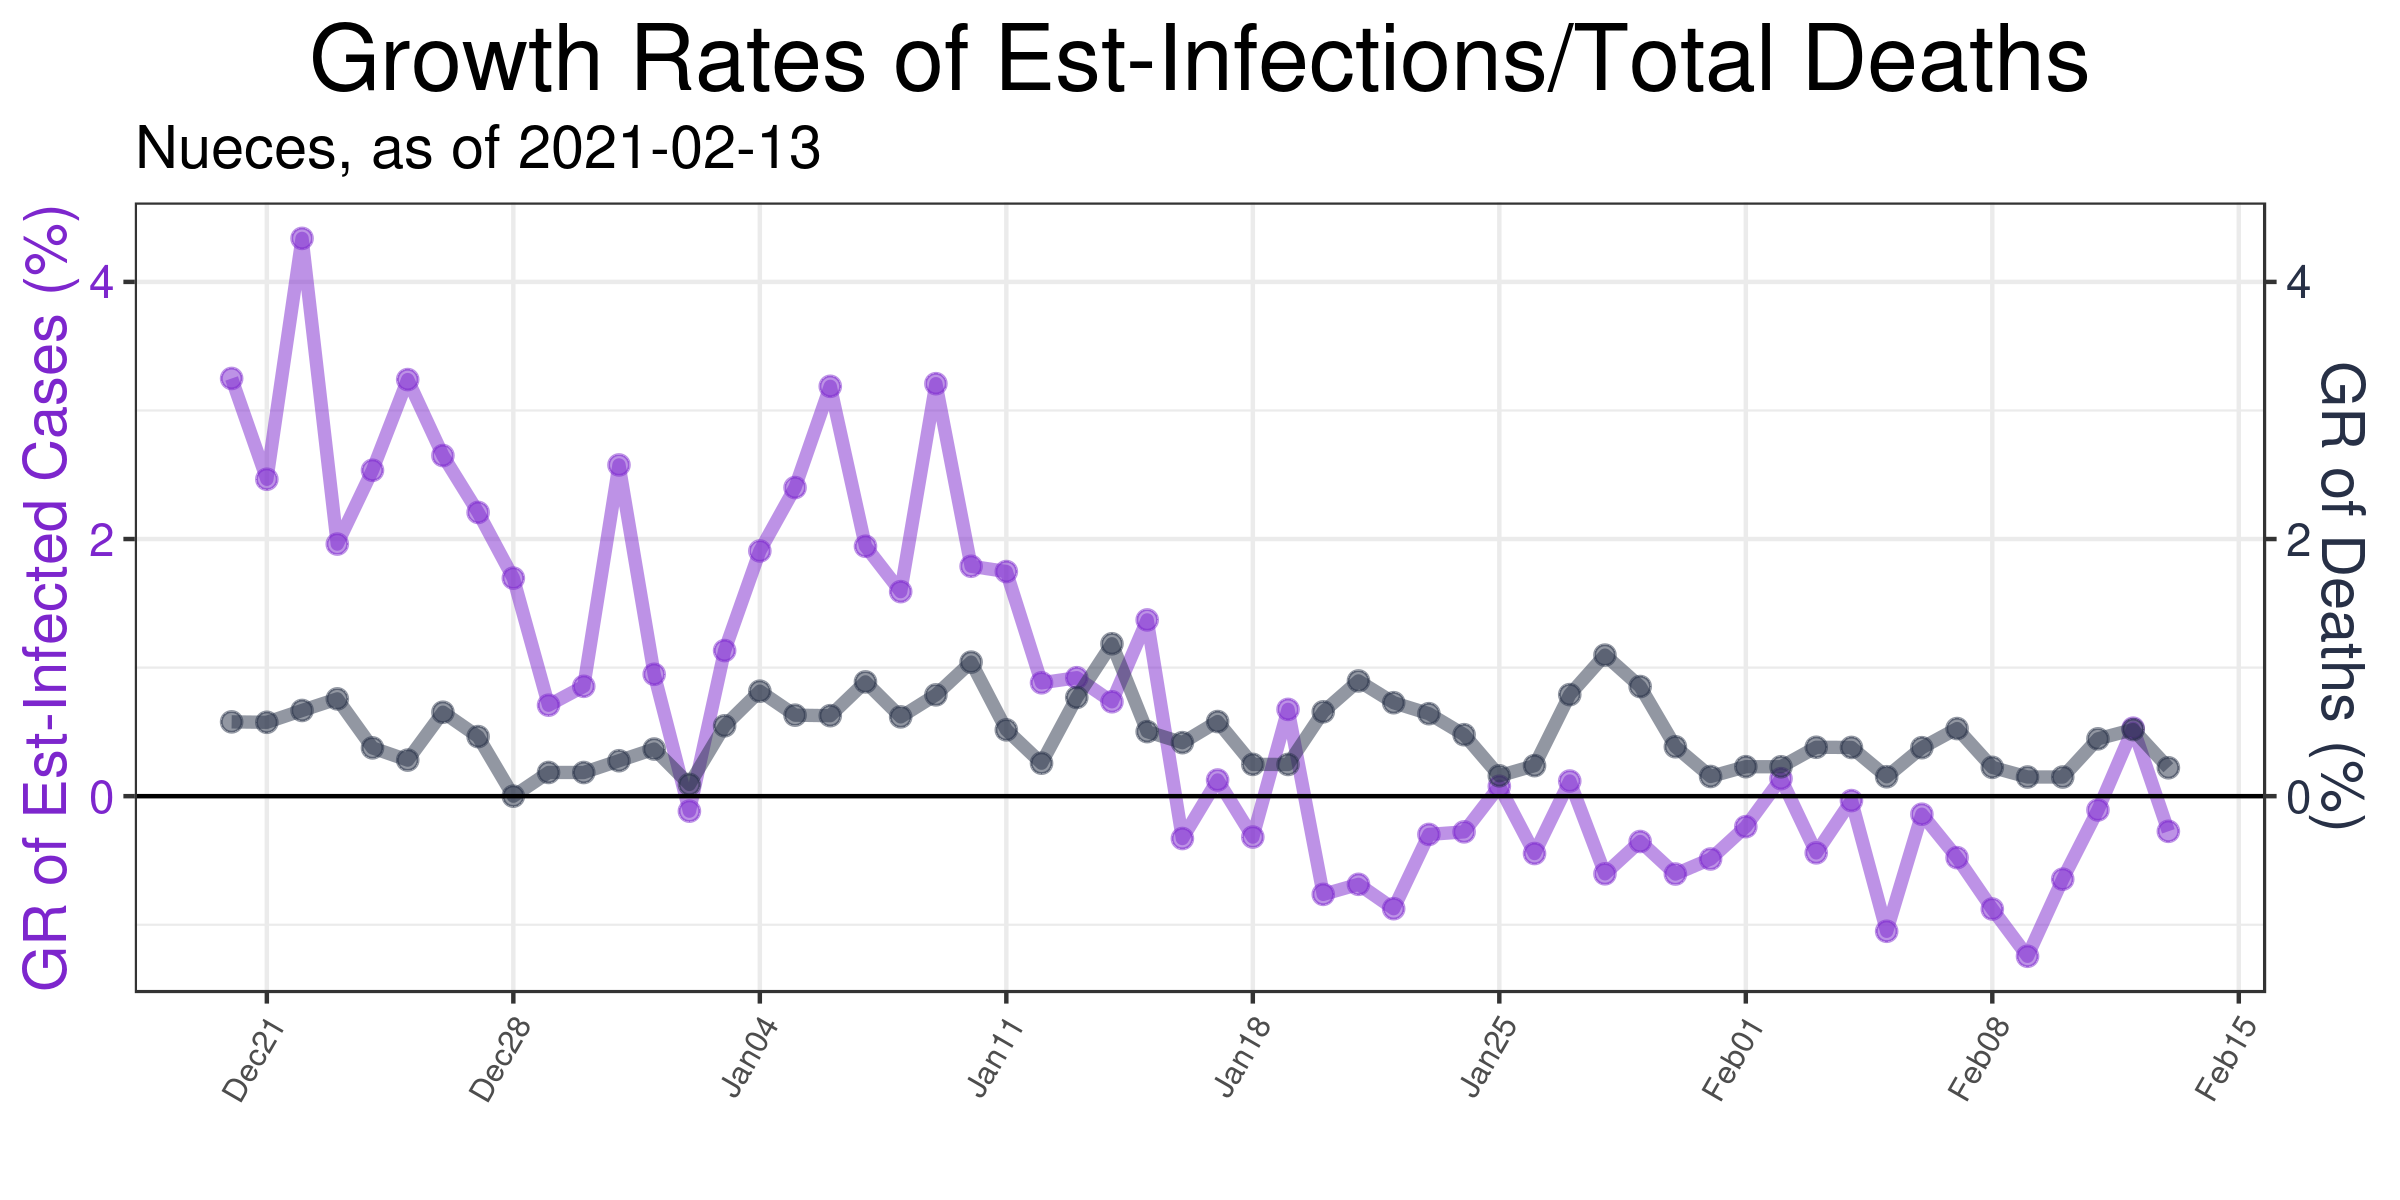 Growth Rates of Est-Infections/Total Deaths
Nueces, as of 2021-02-13
GR of Est-Infected Cases (%)
4
2
0
4
2
0
GR of Deaths (%)
Dec21
Dec28
Jan04
Jan11
Jan18
Jan25
Feb01
Feb08
Feb15